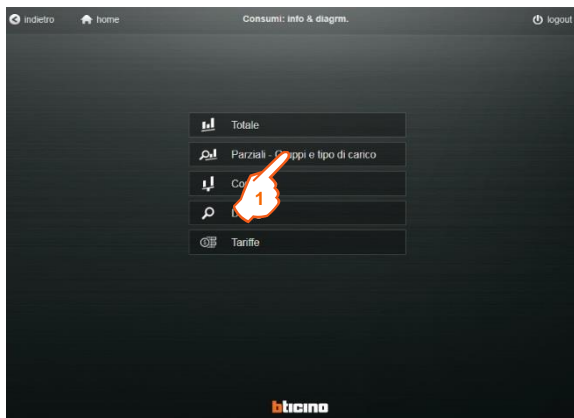 indietro home Consumi: info & diagrm. logout
Totale
Parziali - Gruppi e tipo di carico
1
Tariffe
bticino